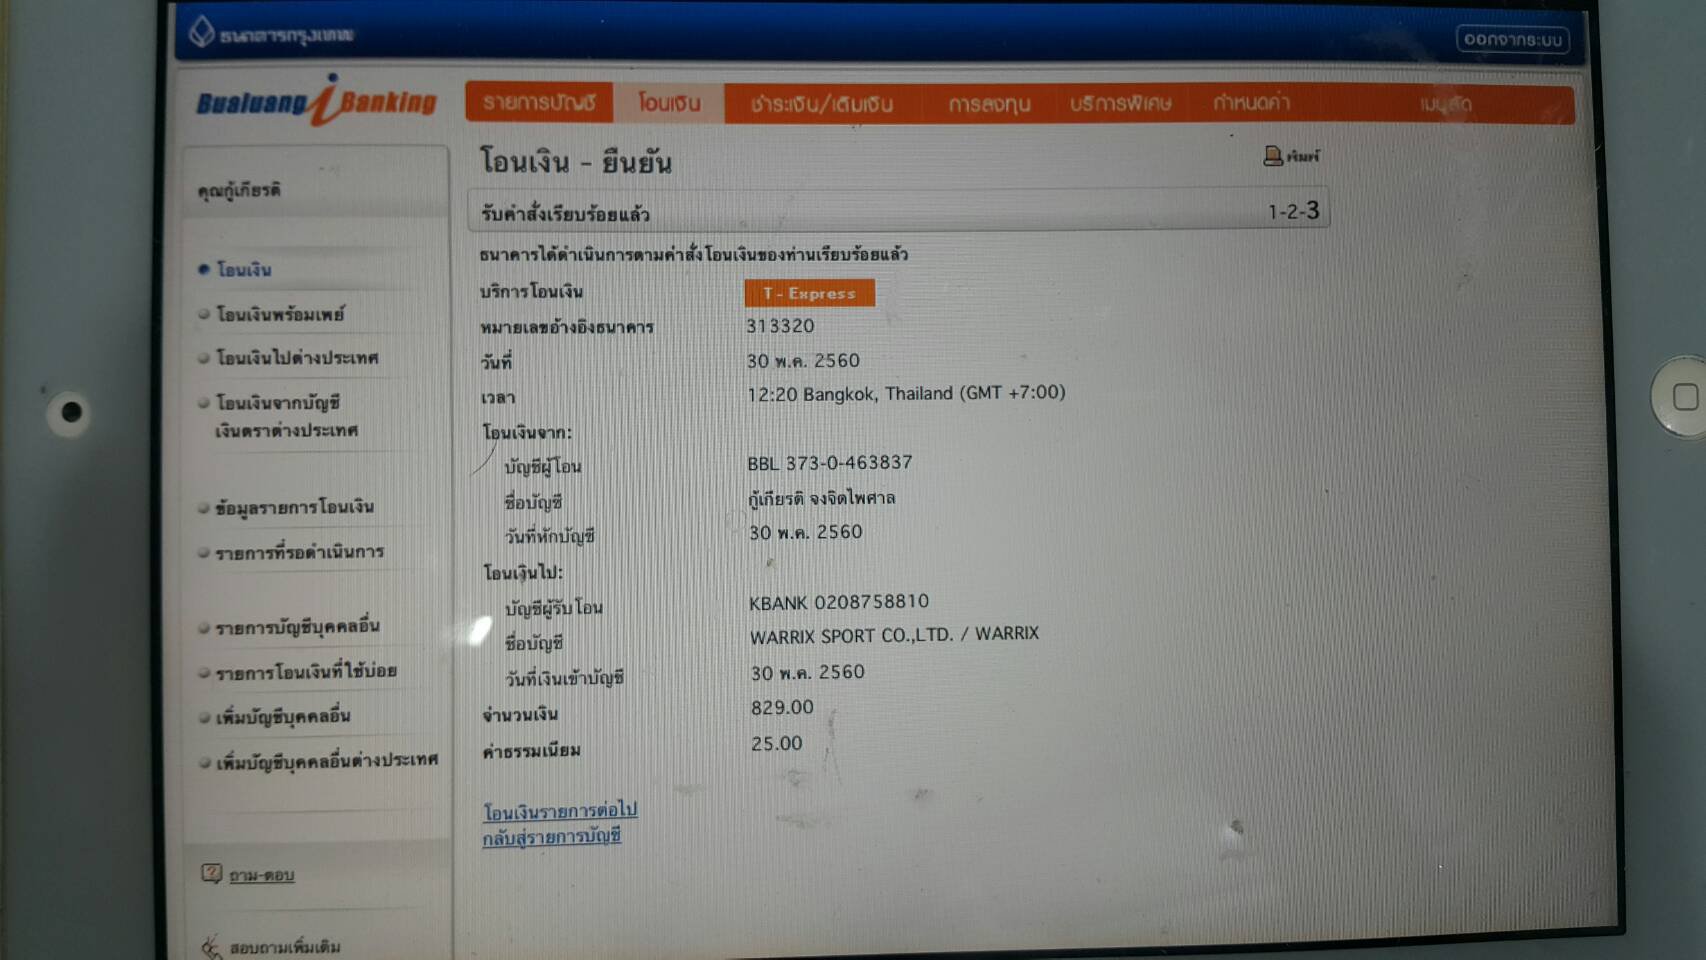 ธนาคารกรุงเทพ
ออกจากระบบ
Bualuang iBanking
รายการบัญชี โอนเงิน ชำระเงิน/เติมเงิน การลงทุน บริการพิเศษ กำหนดค่า เมนูลัด
โอนเงิน - ยืนยัน
พิมพ์
คุณกู้เกียรติ
รับคำสั่งเรียบร้อยแล้ว 1-2-3
ธนาคารได้ดำเนินการตามคำสั่งโอนเงินของท่านเรียบร้อยแล้ว
โอนเงิน
โอนเงินพร้อมเพย์
โอนเงินไปต่างประเทศ
โอนเงินจากบัญชี
เงินตราต่างประเทศ
ข้อมูลรายการโอนเงิน
รายการที่รอดำเนินการ
รายการบัญชีบุคคลอื่น
รายการโอนเงินที่ใช้บ่อย
เพิ่มบัญชีบุคคลอื่น
เพิ่มบัญชีบุคคลอื่นต่างประเทศ
ถาม-ตอบ
สอบถามเพิ่มเติม
บริการโอนเงิน T - Express
หมายเลขอ้างอิงธนาคาร 313320
วันที่ 30 พ.ค. 2560
เวลา 12:20 Bangkok, Thailand (GMT +7:00)
โอนเงินจาก:
บัญชีผู้โอน BBL 373-0-463837
ชื่อบัญชี กู้เกียรติ จงจิตไพศาล
วันที่หักบัญชี 30 พ.ค. 2560
โอนเงินไป:
บัญชีผู้รับโอน KBANK 0208758810
ชื่อบัญชี WARRIX SPORT CO.,LTD. / WARRIX
วันที่เงินเข้าบัญชี 30 พ.ค. 2560
จำนวนเงิน 829.00
ค่าธรรมเนียม 25.00
โอนเงินรายการต่อไป
กลับสู่รายการบัญชี